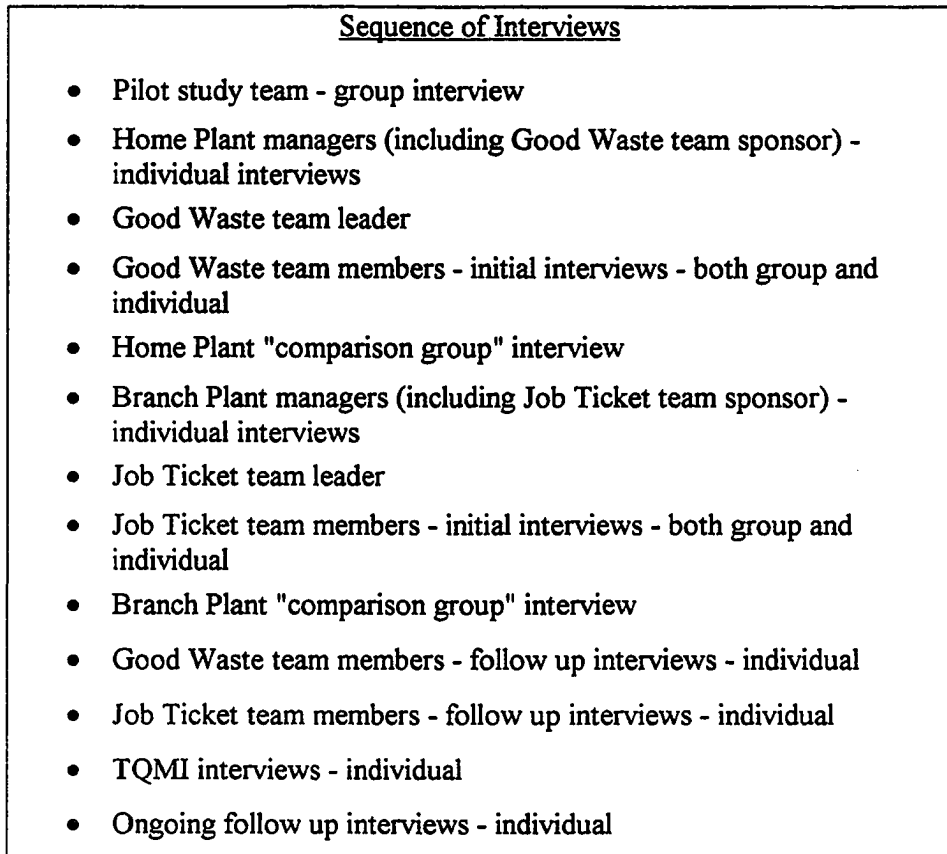 Sequence of Interviews
• Pilot study team - group interview
• Home Plant managers (including Good Waste team sponsor) -
individual interviews
• Good Waste team leader
• Good Waste team members - initial interviews - both group and
individual
• Home Plant "comparison group" interview
• Branch Plant managers (including Job Ticket team sponsor) -
individual interviews
• Job Ticket team leader
• Job Ticket team members - initial interviews - both group and
individual
• Branch Plant "comparison group" interview
• Good Waste team members - follow up interviews - individual
• Job Ticket team members - follow up interviews - individual
• TQMI interviews - individual
• Ongoing follow up interviews - individual